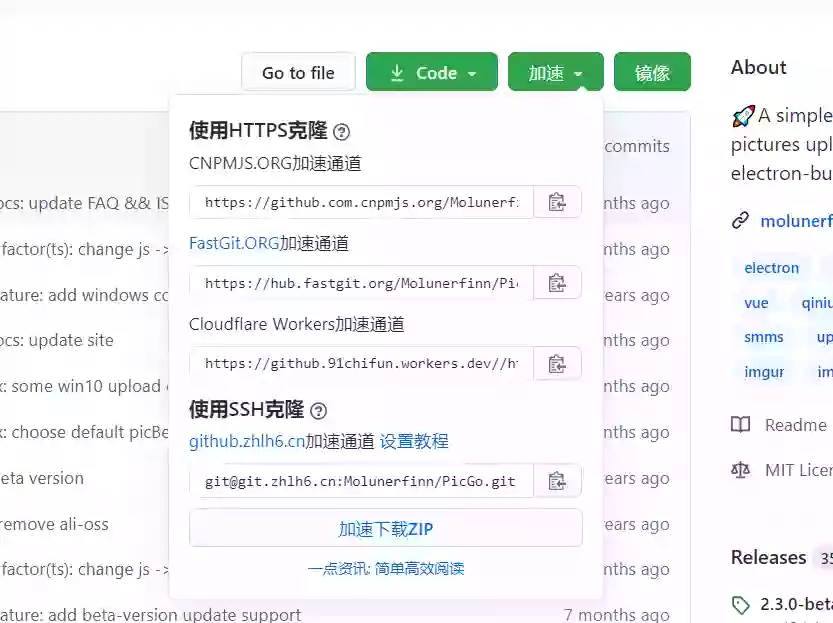 Go to file
Code
加速
镜像
About
A simple
pictures upl
electron-bu
molunerf
electron
vue
qiniu
smms
up
imgur
im
Readme
MIT Licen
Releases 35
2.3.0-beta
使用HTTPS克隆
CNPMJS.ORG加速通道
https://github.com.cnpmjs.org/Molunerfi
FastGit.ORG加速通道
https://hub.fastgit.org/Molunerfinn/Pi
Cloudflare Workers加速通道
https://github.91chifun.workers.dev//h
使用SSH克隆
github.zhlh6.cn加速通道 设置教程
git@git.zhlh6.cn:Molunerfinn/PicGo.git
加速下载ZIP
一点资讯: 简单高效阅读
commits
ocs: update FAQ && IS
nths ago
factor(ts): change js ->
nths ago
ature: add windows co
ears ago
ocs: update site
nths ago
x: some win10 upload
nths ago
x: choose default picBe
nths ago
eta version
ears ago
remove ali-oss
ears ago
factor(ts): change js ->
nths ago
ature: add beta-version update support
7 months ago